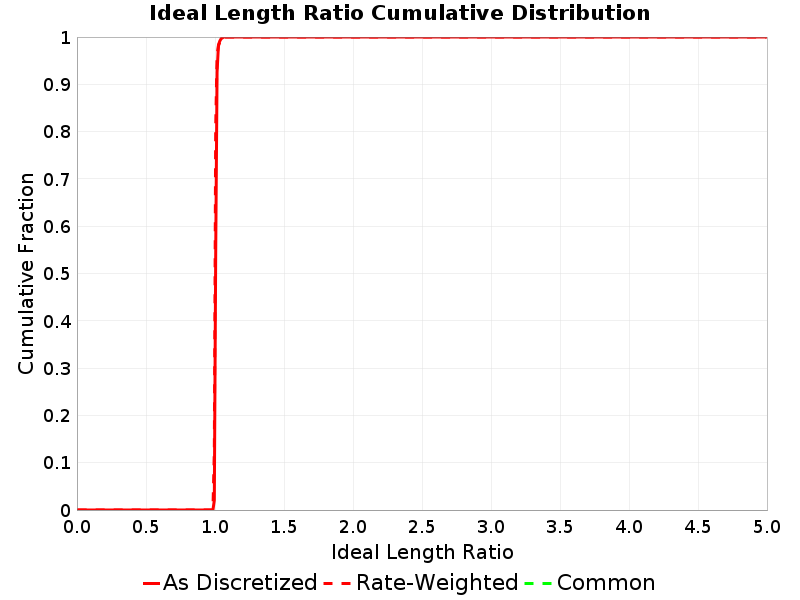 Ideal Length Ratio Cumulative Distribution
1
0.9
0.8
0.7
0.6
0.5
0.4
0.3
0.2
0.1
0
Cumulative Fraction
0.0 0.5 1.0 1.5 2.0 2.5 3.0 3.5 4.0 4.5 5.0
Ideal Length Ratio
As Discretized Rate-Weighted Common